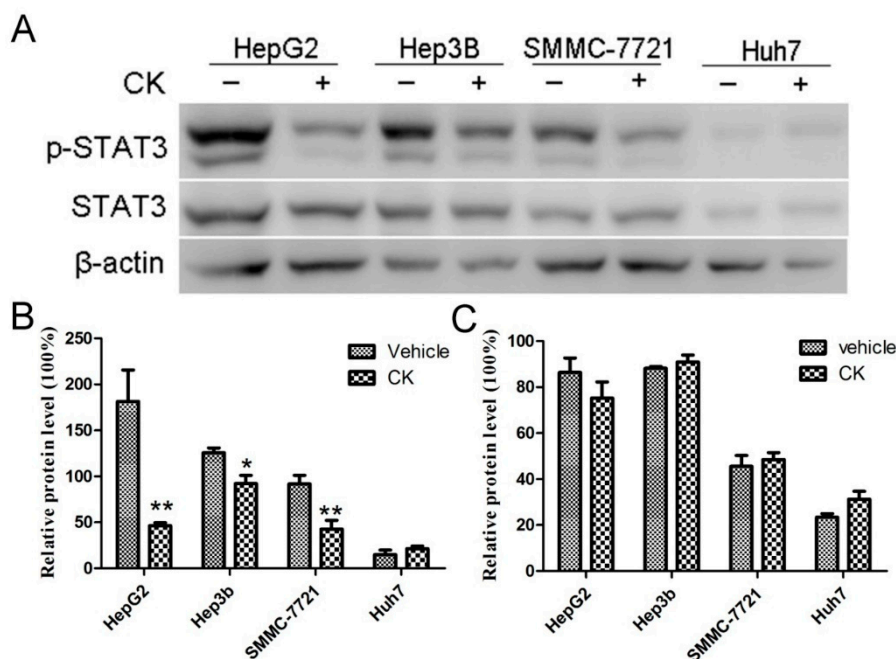 A
HepG2 Hep3B SMMC-7721 Huh7
CK − + − + − + − +
p-STAT3
STAT3
β-actin
B
Relative protein level (100%)
250
200
150
100
50
0
Vehicle
CK
** * **
HepG2 Hep3b SMMC-7721 Huh7
C
Relative protein level (100%)
100
80
60
40
20
0
vehicle
CK
HepG2 Hep3b SMMC-7721 Huh7